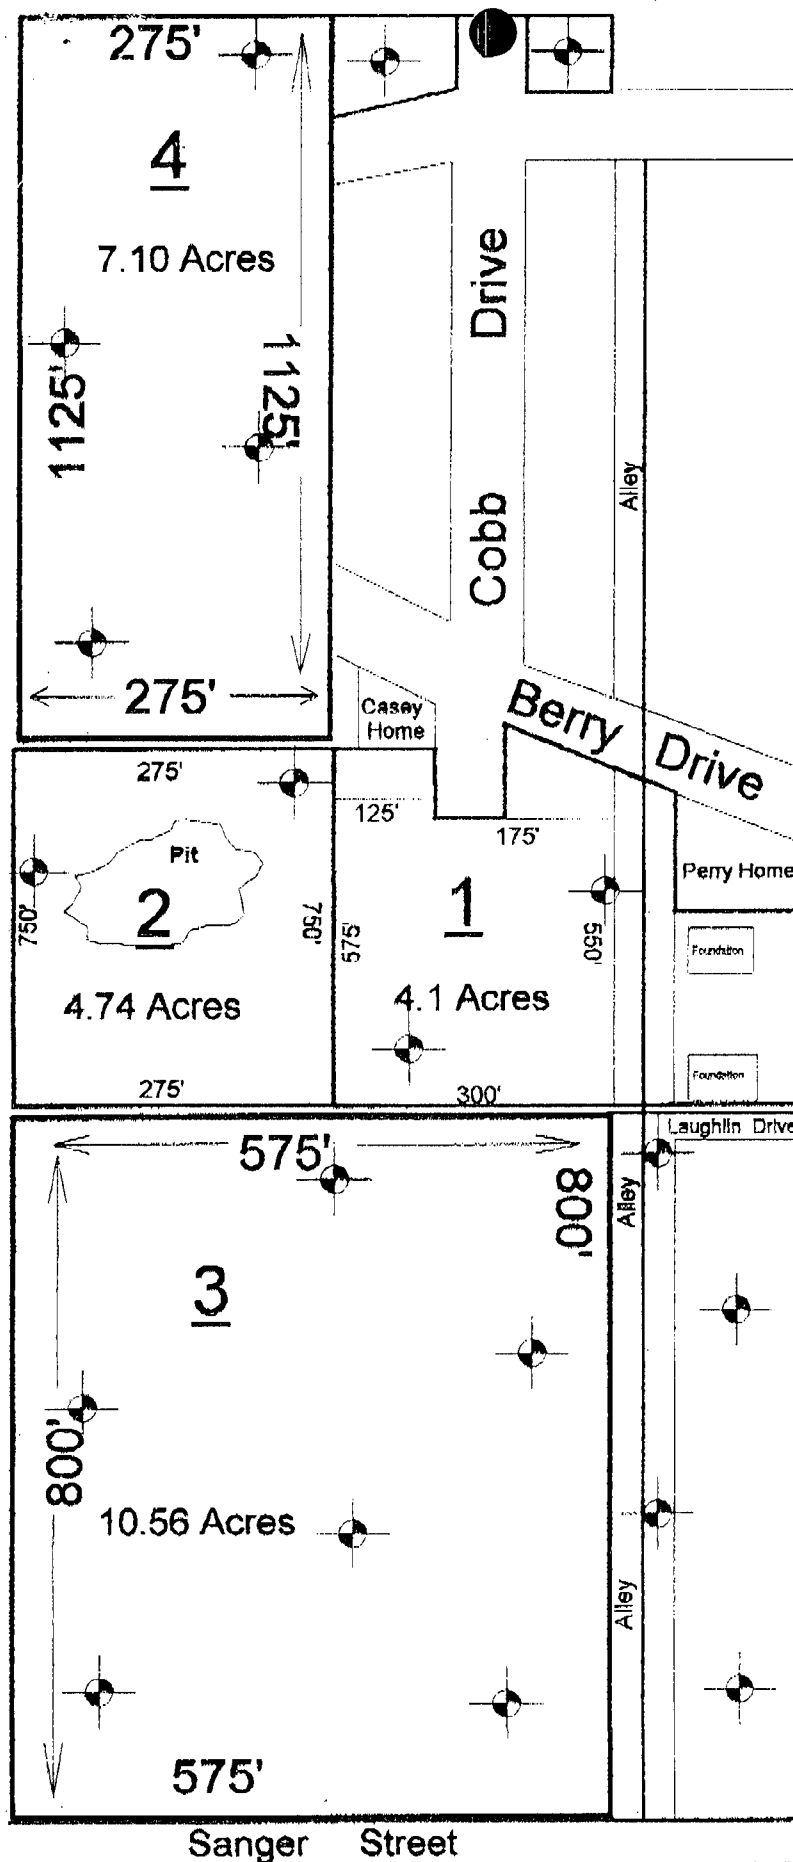 275'
4
7.10 Acres
1125'
1125'
275'
Cobb Drive
Alley
Casey
Home
Berry Drive
275'
Pit
2
750'
750'
4.74 Acres
275'
125'
175'
1
575'
550'
4.1 Acres
300'
Perry Home
Foundation
Foundation
Laughlin Drive
575'
800'
Alley
3
800'
10.56 Acres
Alley
575'
Sanger Street